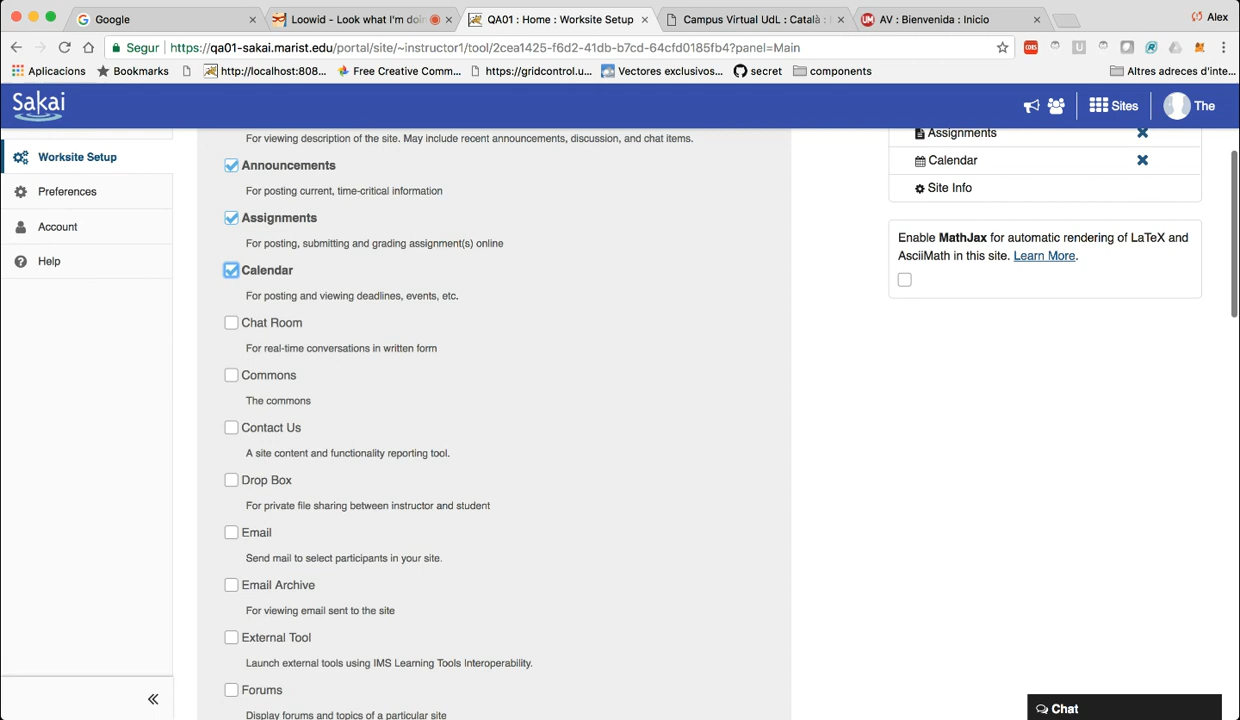 Google
Loowid - Look what I'm doin
QA01 : Home : Worksite Setup
Campus Virtual UdL : Català :
AV : Bienvenida : Inicio
Alex
Segur
https://qa01-sakai.marist.edu/portal/site/~instructor1/tool/2cea1425-f6d2-41db-b7cd-64cfd0185fb4?panel=Main
Aplicacions
Bookmarks
http://localhost:808...
Free Creative Comm...
https://gridcontrol.u...
Vectores exclusivos...
secret
components
Altres adreces d'inte...
Sakai
Sites
The
Worksite Setup
Preferences
Account
Help
For viewing description of the site. May include recent announcements, discussion, and chat items.
Announcements
For posting current, time-critical information
Assignments
For posting, submitting and grading assignment(s) online
Calendar
For posting and viewing deadlines, events, etc.
Chat Room
For real-time conversations in written form
Commons
The commons
Contact Us
A site content and functionality reporting tool.
Drop Box
For private file sharing between instructor and student
Email
Send mail to select participants in your site.
Email Archive
For viewing email sent to the site
External Tool
Launch external tools using IMS Learning Tools Interoperability.
Forums
Display forums and topics of a particular site
Assignments
Calendar
Site Info
Enable MathJax for automatic rendering of LaTeX and
AsciiMath in this site. Learn More.
Chat